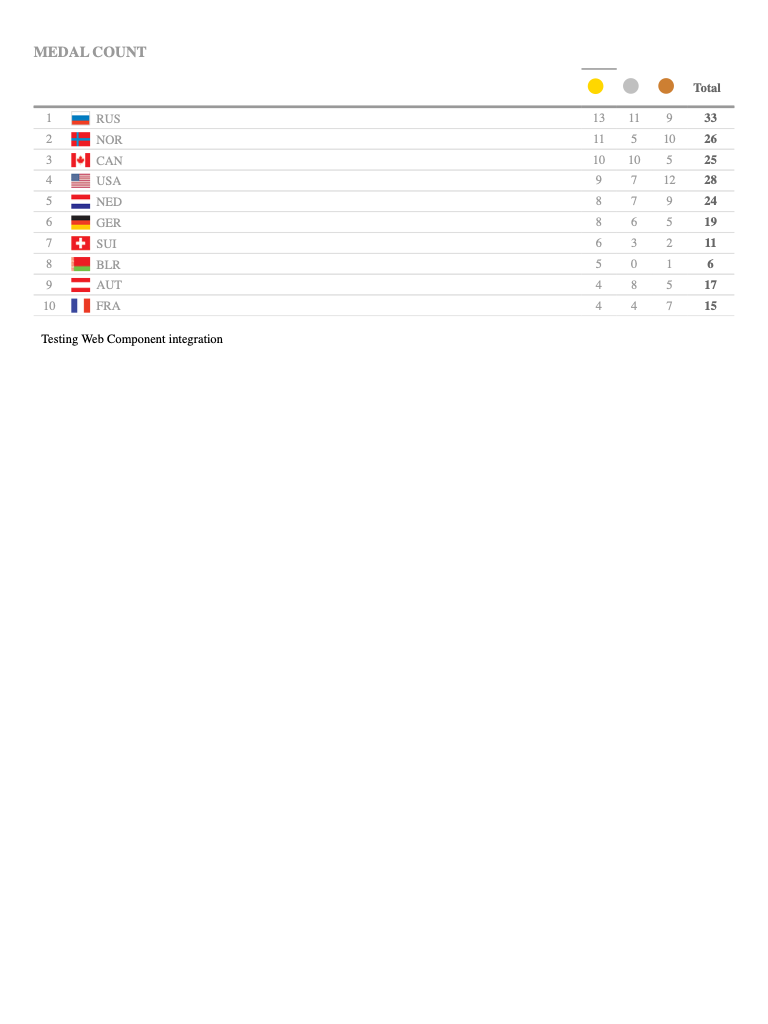 MEDAL COUNT
Total
1 RUS 13 11 9 33
2 NOR 11 5 10 26
3 CAN 10 10 5 25
4 USA 9 7 12 28
5 NED 8 7 9 24
6 GER 8 6 5 19
7 SUI 6 3 2 11
8 BLR 5 0 1 6
9 AUT 4 8 5 17
10 FRA 4 4 7 15
Testing Web Component integration